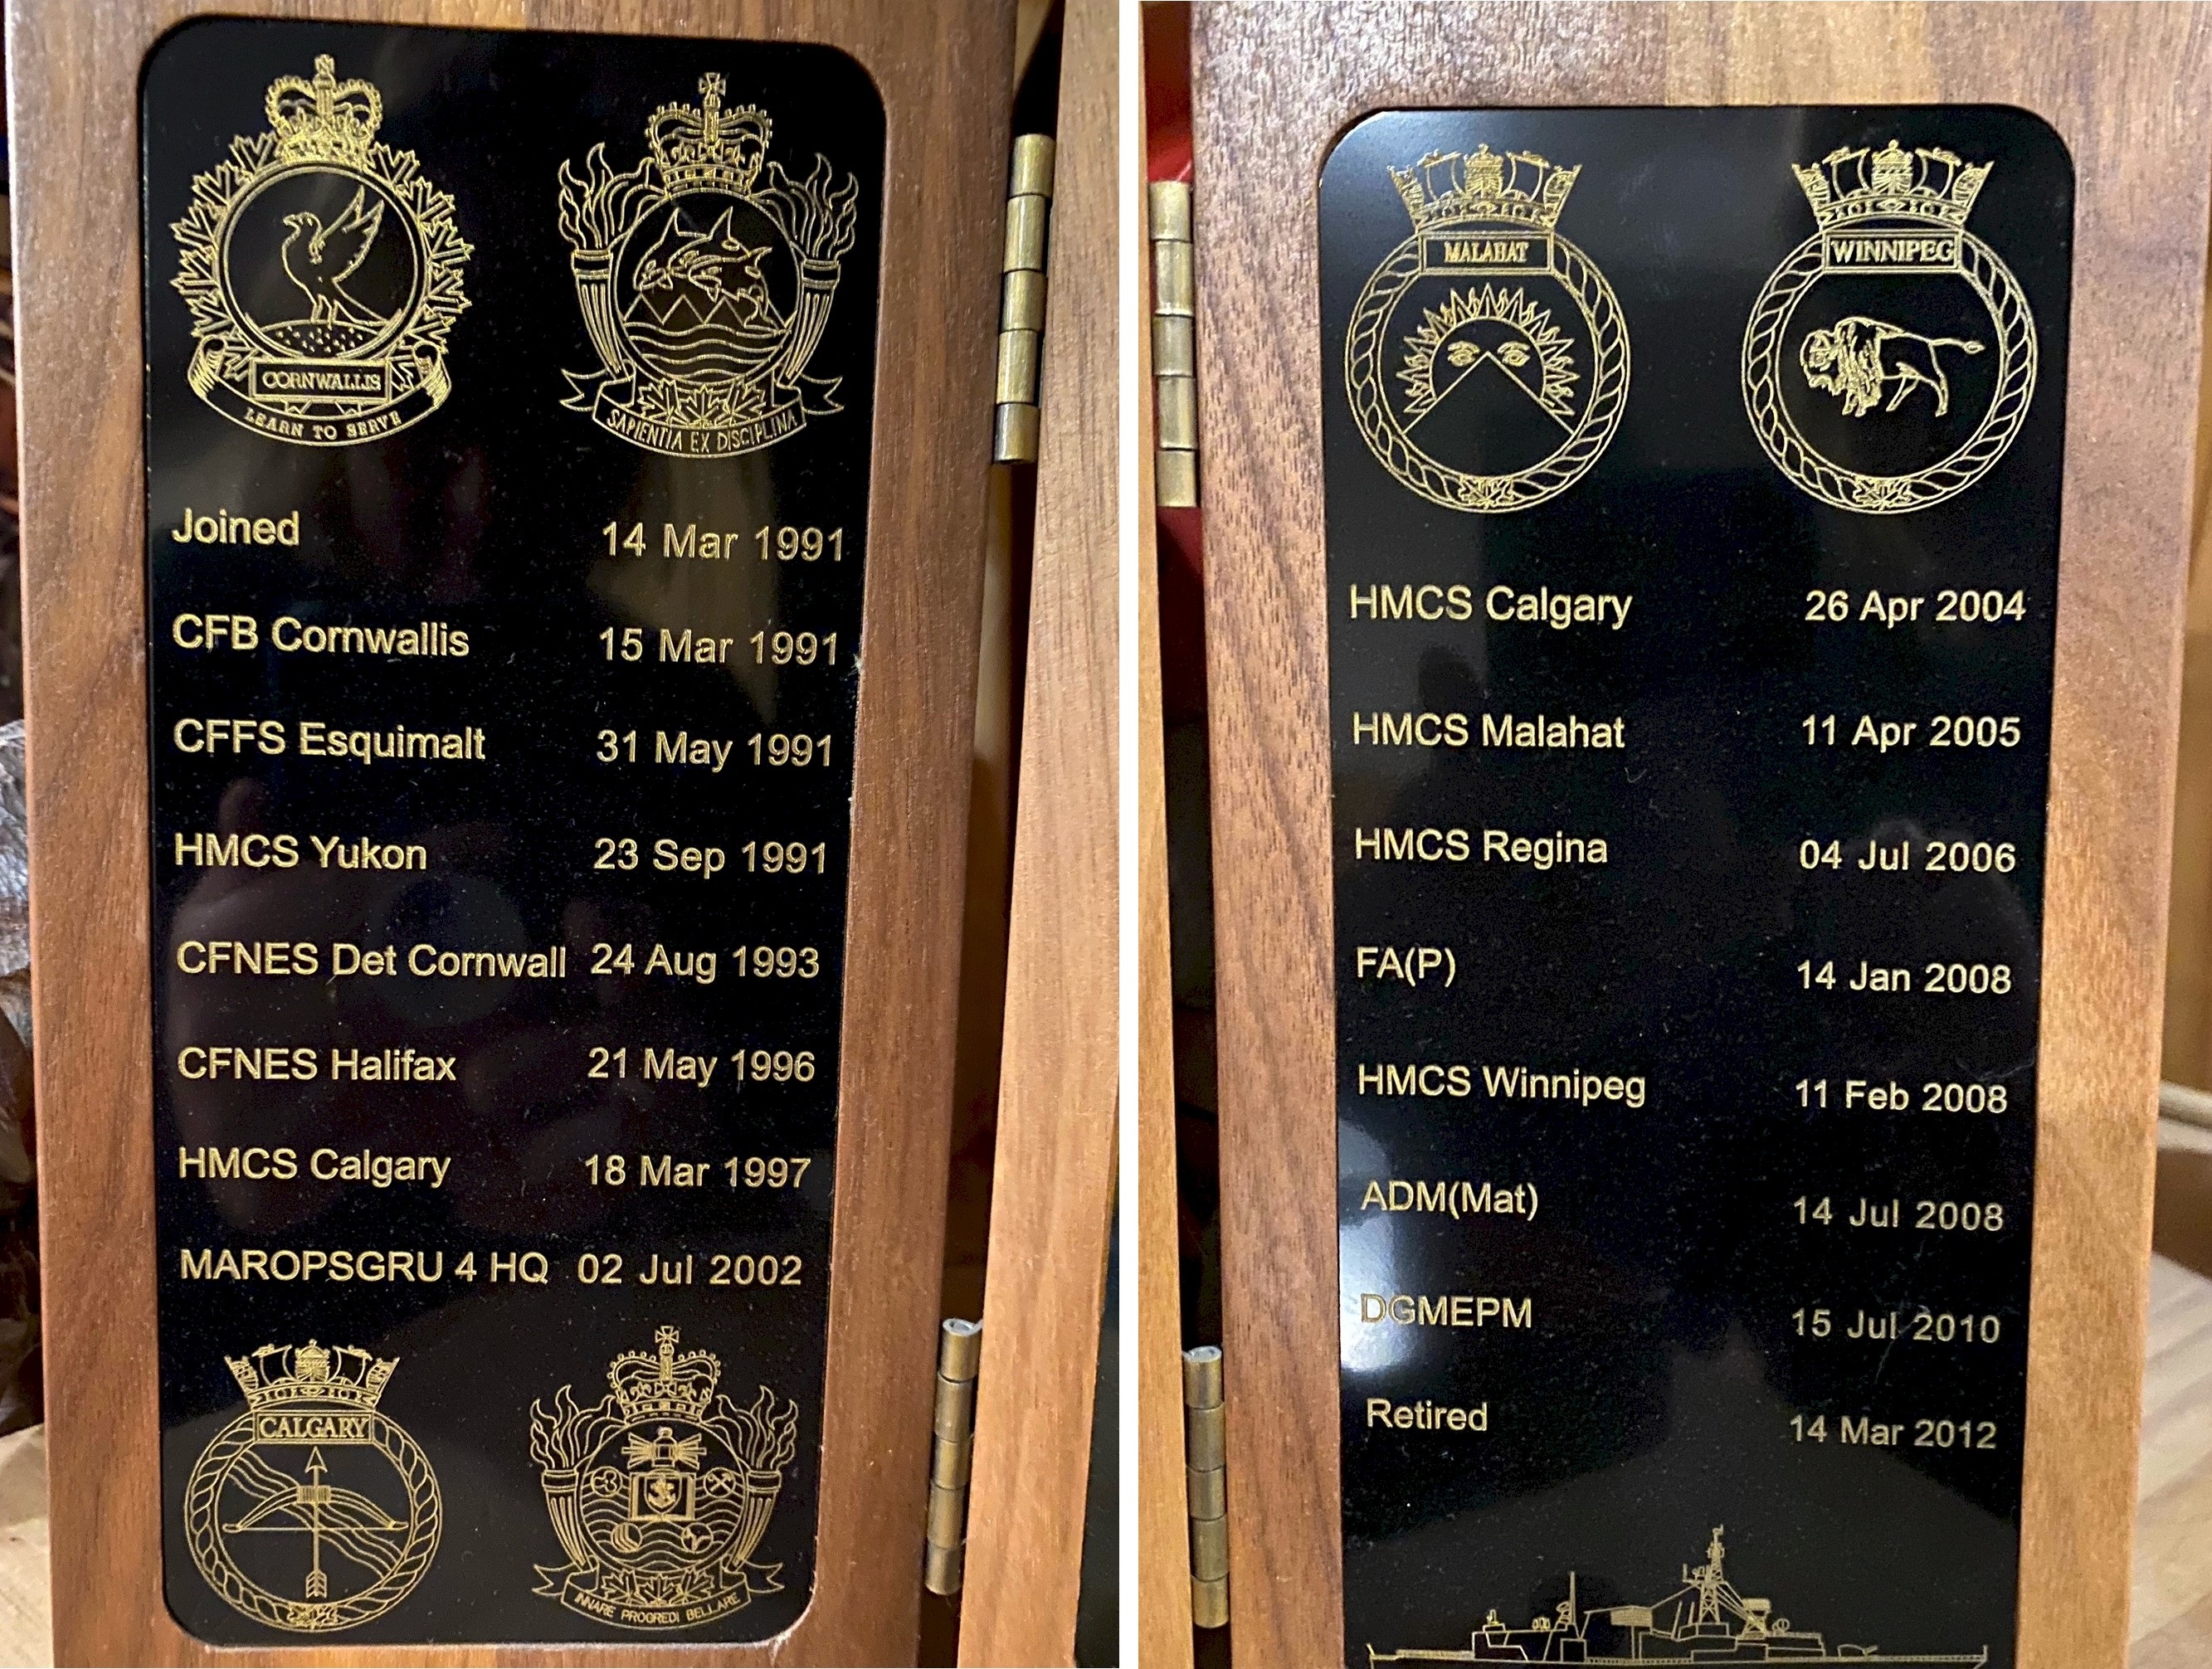 CORNWALLIS
LEARN TO SERVE
SAPIENTIA EX DISCIPLINA
Joined 14 Mar 1991
CFB Cornwallis 15 Mar 1991
CFFS Esquimalt 31 May 1991
HMCS Yukon 23 Sep 1991
CFNES Det Cornwall 24 Aug 1993
CFNES Halifax 21 May 1996
HMCS Calgary 18 Mar 1997
MAROPSGRU 4 HQ 02 Jul 2002
CALGARY
INNARE PROGREDI BELLARE
MALAHAT
WINNIPEG
HMCS Calgary 26 Apr 2004
HMCS Malahat 11 Apr 2005
HMCS Regina 04 Jul 2006
FA(P) 14 Jan 2008
HMCS Winnipeg 11 Feb 2008
ADM(Mat) 14 Jul 2008
DGMEPM 15 Jul 2010
Retired 14 Mar 2012